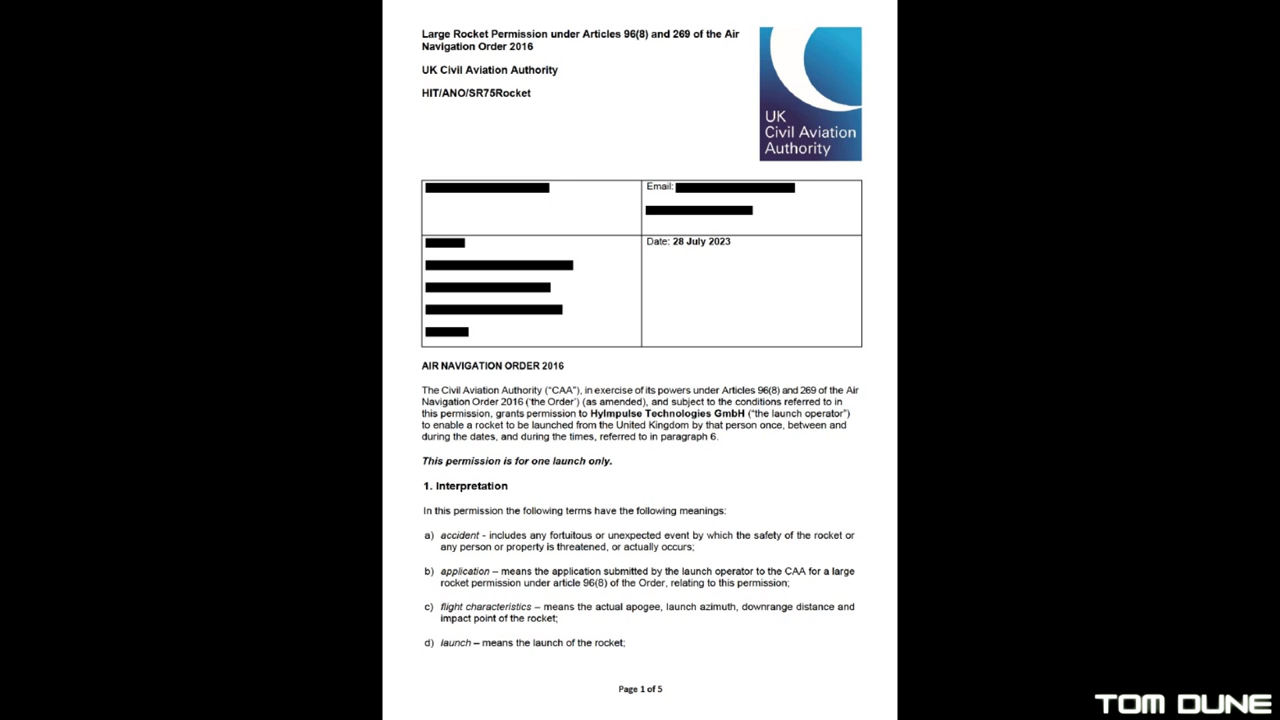 Large Rocket Permission under Articles 96(8) and 269 of the Air
Navigation Order 2016
UK Civil Aviation Authority
HIT/ANO/SR75Rocket
UK
Civil Aviation
Authority
Email:
Date: 28 July 2023
AIR NAVIGATION ORDER 2016
The Civil Aviation Authority (“CAA”), in exercise of its powers under Articles 96(8) and 269 of the Air
Navigation Order 2016 (‘the Order’) (as amended), and subject to the conditions referred to in
this permission, grants permission to HyImpulse Technologies GmbH (“the launch operator”)
to enable a rocket to be launched from the United Kingdom by that person once, between and
during the dates, and during the times, referred to in paragraph 6.
This permission is for one launch only.
1. Interpretation
In this permission the following terms have the following meanings:
a) accident - includes any fortuitous or unexpected event by which the safety of the rocket or
any person or property is threatened, or actually occurs;
b) application – means the application submitted by the launch operator to the CAA for a large
rocket permission under article 96(8) of the Order, relating to this permission;
c) flight characteristics – means the actual apogee, launch azimuth, downrange distance and
impact point of the rocket;
d) launch – means the launch of the rocket;
Page 1 of 5
TOM DUNE